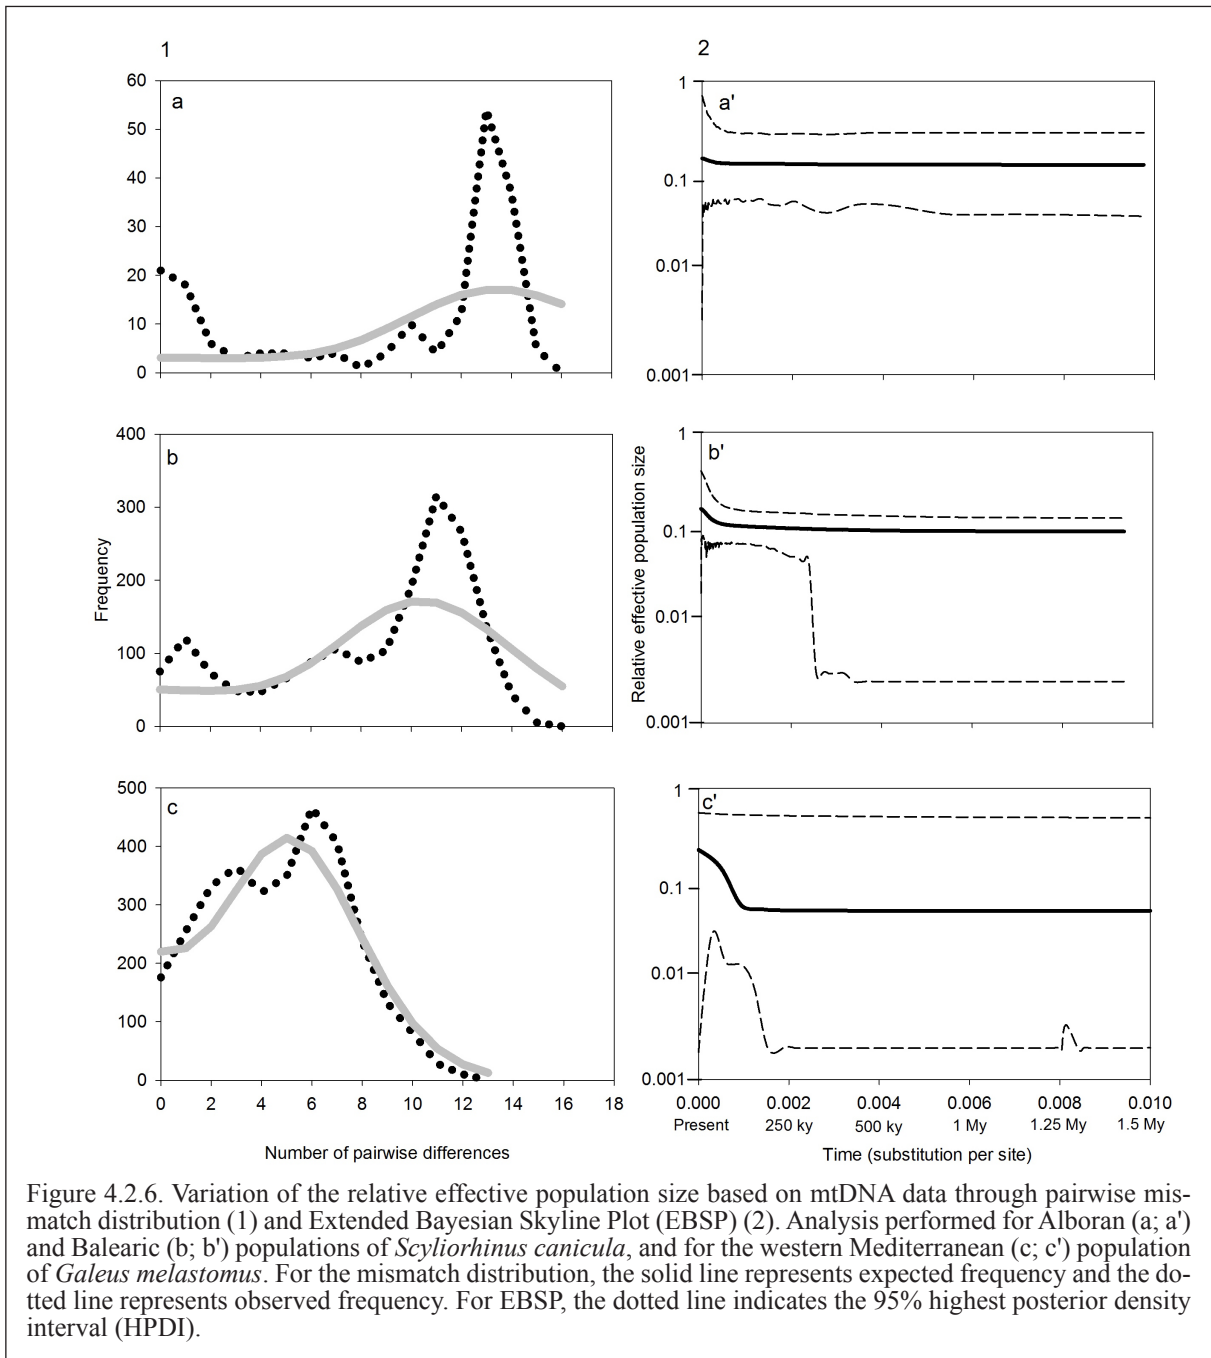 1
2
60
50
40
30
20
10
0
a
1
0.1
0.01
0.001
a'
400
300
200
100
0
b
Frequency
1
0.1
0.01
0.001
b'
Relative effective population size
500
400
300
200
100
0
c
0 2 4 6 8 10 12 14 16 18
Number of pairwise differences
1
0.1
0.01
0.001
c'
0.000 0.002 0.004 0.006 0.008 0.010
Present 250 ky 500 ky 1 My 1.25 My 1.5 My
Time (substitution per site)
Figure 4.2.6. Variation of the relative effective population size based on mtDNA data through pairwise mis-
match distribution (1) and Extended Bayesian Skyline Plot (EBSP) (2). Analysis performed for Alboran (a; a')
and Balearic (b; b') populations of Scyliorhinus canicula, and for the western Mediterranean (c; c') population
of Galeus melastomus. For the mismatch distribution, the solid line represents expected frequency and the do-
tted line represents observed frequency. For EBSP, the dotted line indicates the 95% highest posterior density
interval (HPDI).